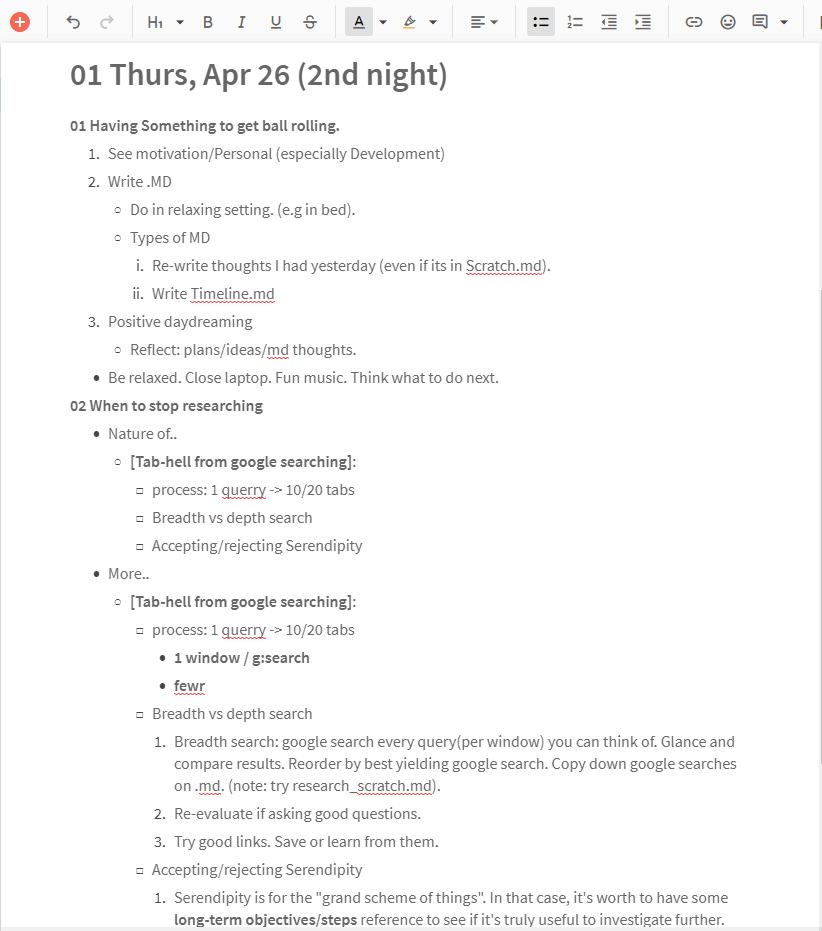 H1 B I U S A
01 Thurs, Apr 26 (2nd night)
01 Having Something to get ball rolling.
1. See motivation/Personal (especially Development)
2. Write .MD
○ Do in relaxing setting. (e.g in bed).
○ Types of MD
i. Re-write thoughts I had yesterday (even if its in Scratch.md).
ii. Write Timeline.md
3. Positive daydreaming
○ Reflect: plans/ideas/md thoughts.
• Be relaxed. Close laptop. Fun music. Think what to do next.
02 When to stop researching
• Nature of..
○ [Tab-hell from google searching]:
□ process: 1 querry -> 10/20 tabs
□ Breadth vs depth search
□ Accepting/rejecting Serendipity
• More..
○ [Tab-hell from google searching]:
□ process: 1 querry -> 10/20 tabs
• 1 window / g:search
• fewr
□ Breadth vs depth search
1. Breadth search: google search every query(per window) you can think of. Glance and
compare results. Reorder by best yielding google search. Copy down google searches
on .md. (note: try research_scratch.md).
2. Re-evaluate if asking good questions.
3. Try good links. Save or learn from them.
□ Accepting/rejecting Serendipity
1. Serendipity is for the "grand scheme of things". In that case, it's worth to have some
long-term objectives/steps reference to see if it's truly useful to investigate further.